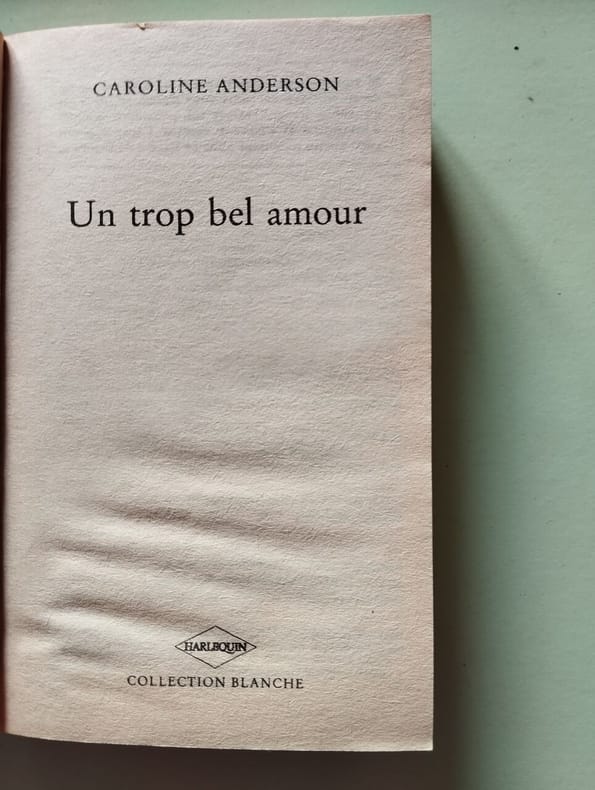 CAROLINE ANDERSON
Un trop bel amour
HARLEQUIN
COLLECTION BLANCHE